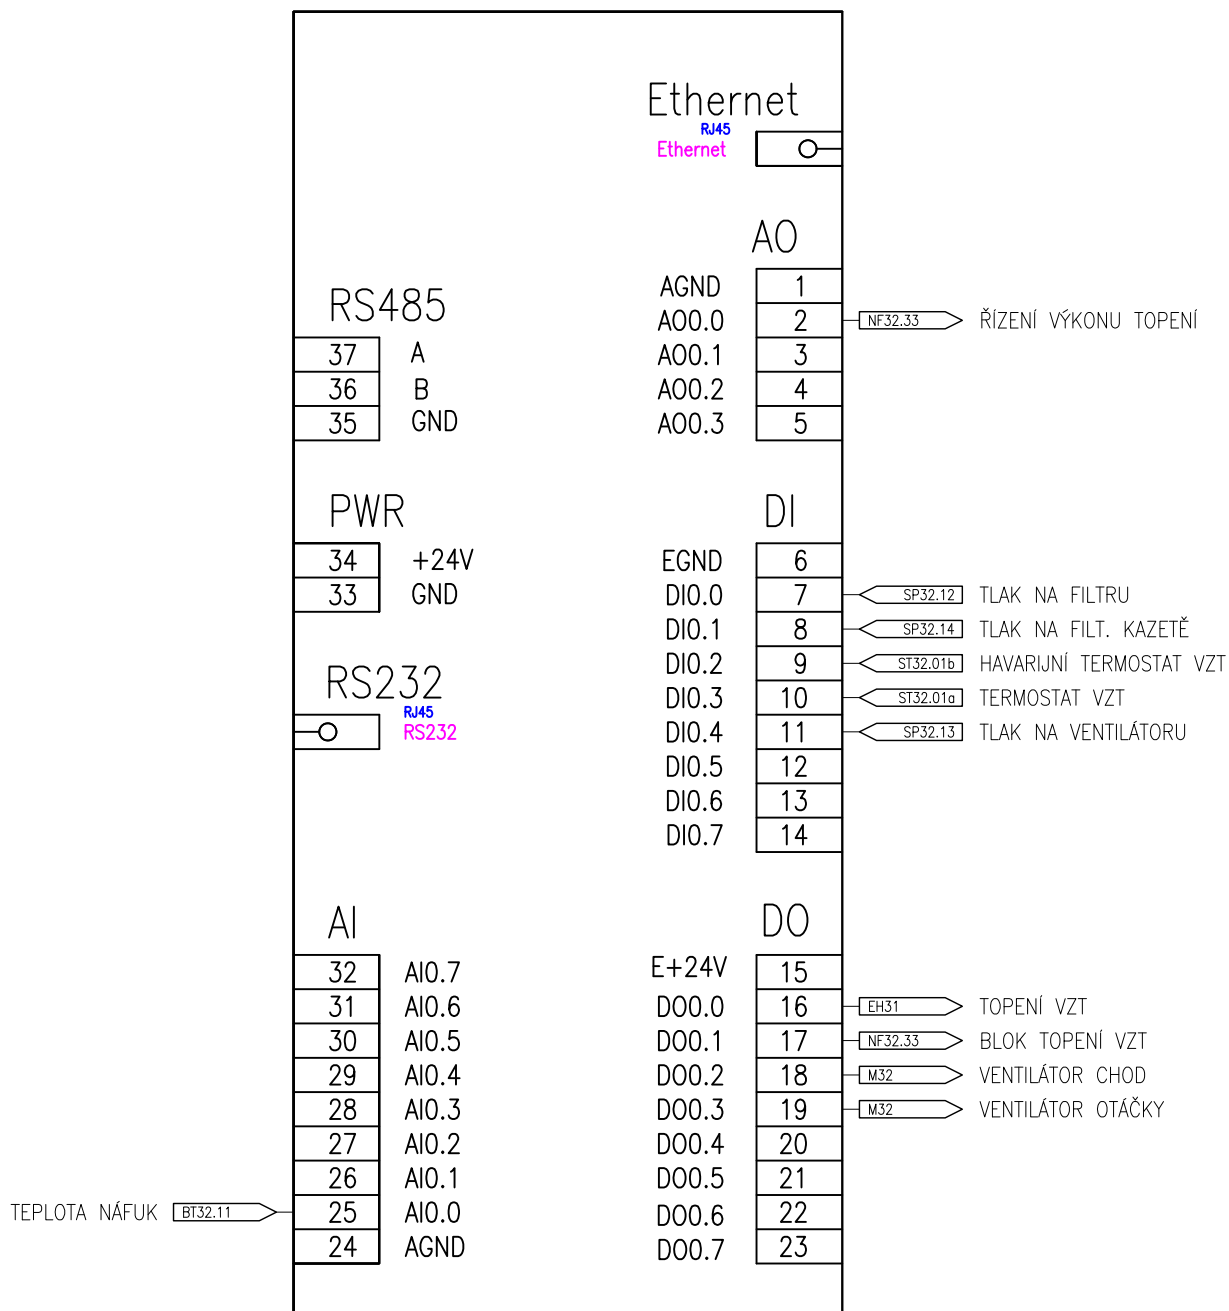 Ethernet
RJ45
Ethernet
AO
AGND 1
AO0.0 2 NF32.33 ŘÍZENÍ VÝKONU TOPENÍ
AO0.1 3
AO0.2 4
AO0.3 5
RS485
37 A
36 B
35 GND
PWR
34 +24V
33 GND
DI
EGND 6
DI0.0 7 SP32.12 TLAK NA FILTRU
DI0.1 8 SP32.14 TLAK NA FILT. KAZETĚ
DI0.2 9 ST32.01b HAVARIJNÍ TERMOSTAT VZT
DI0.3 10 ST32.01a TERMOSTAT VZT
DI0.4 11 SP32.13 TLAK NA VENTILÁTORU
DI0.5 12
DI0.6 13
DI0.7 14
RS232
RJ45
RS232
AI
32 AI0.7
31 AI0.6
30 AI0.5
29 AI0.4
28 AI0.3
27 AI0.2
26 AI0.1
TEPLOTA NÁFUK BT32.11 25 AI0.0
24 AGND
DO
E+24V 15
DO0.0 16 EH31 TOPENÍ VZT
DO0.1 17 NF32.33 BLOK TOPENÍ VZT
DO0.2 18 M32 VENTILÁTOR CHOD
DO0.3 19 M32 VENTILÁTOR OTÁČKY
DO0.4 20
DO0.5 21
DO0.6 22
DO0.7 23